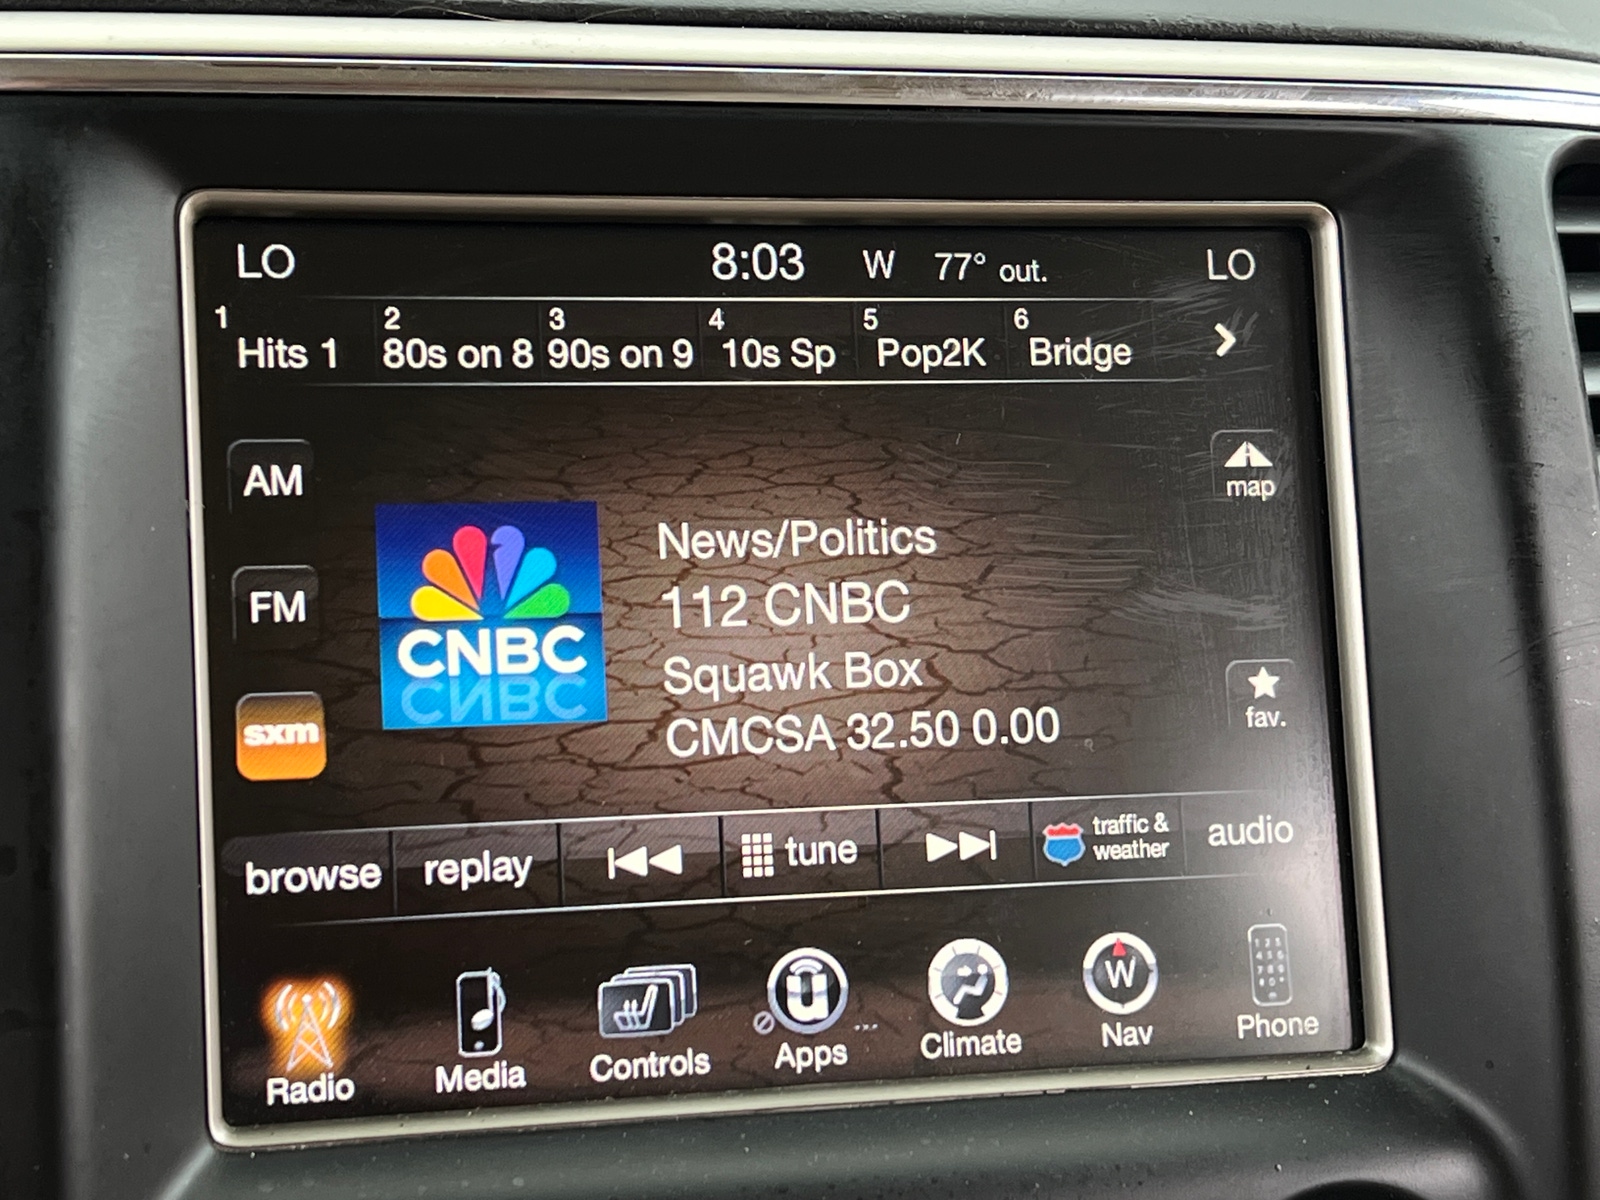 LO 8:03 W 77° out. LO
1 2 3 4 5 6
Hits 1 80s on 8 90s on 9 10s Sp Pop2K Bridge
AM
map
FM
CNBC
News/Politics
112 CNBC
Squawk Box
CMCSA 32.50 0.00
sxm
fav.
browse replay tune traffic & weather audio
W
Radio Media Controls Apps Climate Nav Phone